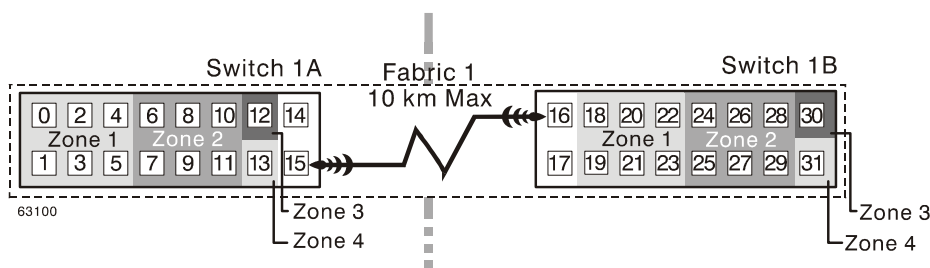 Switch 1A
Fabric 1
10 km Max
Switch 1B
0 2 4 6 8 10 12 14
Zone 1 Zone 2
1 3 5 7 9 11 13 15
16 18 20 22 24 26 28 30
Zone 1 Zone 2
17 19 21 23 25 27 29 31
63100
Zone 3
Zone 4
Zone 3
Zone 4